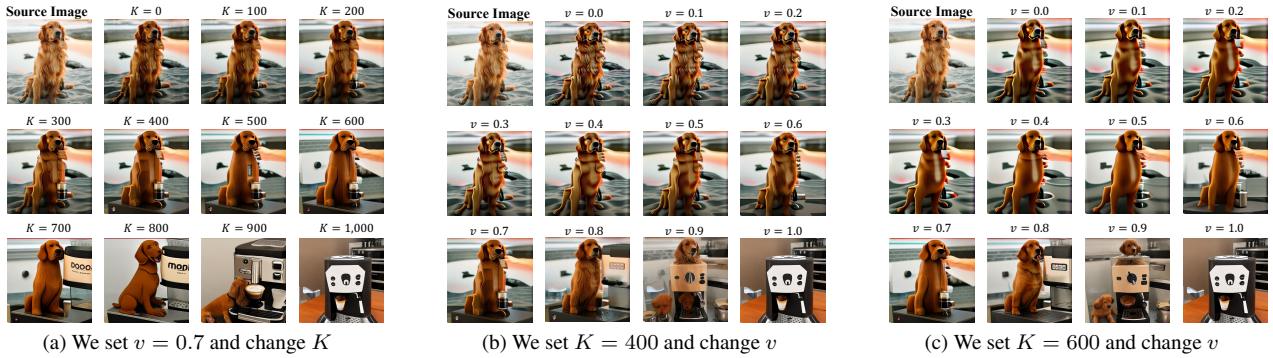 Source Image K = 0 K = 100 K = 200
K = 300 K = 400 K = 500 K = 600
K = 700 K = 800 K = 900 K = 1,000
DOOO
MODI
(a) We set v = 0.7 and change K
Source Image v = 0.0 v = 0.1 v = 0.2
v = 0.3 v = 0.4 v = 0.5 v = 0.6
v = 0.7 v = 0.8 v = 0.9 v = 1.0
(b) We set K = 400 and change v
Source Image v = 0.0 v = 0.1 v = 0.2
v = 0.3 v = 0.4 v = 0.5 v = 0.6
v = 0.7 v = 0.8 v = 0.9 v = 1.0
(c) We set K = 600 and change v